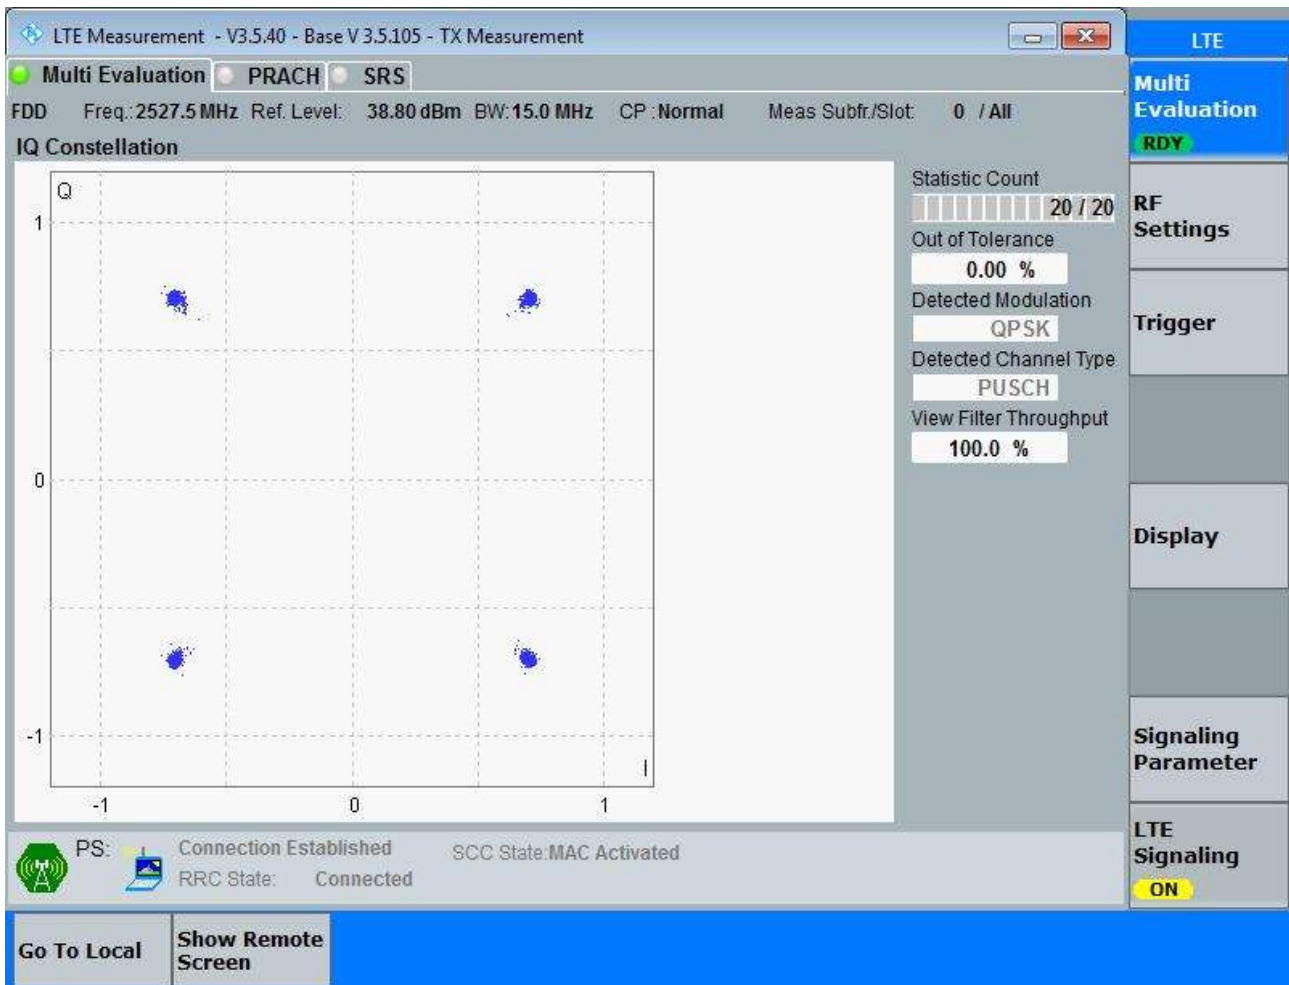 LTE Measurement - V3.5.40 - Base V 3.5.105 - TX Measurement
LTE
Multi Evaluation PRACH SRS
FDD Freq.:2527.5 MHz Ref. Level: 38.80 dBm BW:15.0 MHz CP :Normal Meas Subfr./Slot: 0 / All
IQ Constellation
Q
1
0
-1
-1 0 1
I
Statistic Count
20 / 20
Out of Tolerance
0.00 %
Detected Modulation
QPSK
Detected Channel Type
PUSCH
View Filter Throughput
100.0 %
Multi
Evaluation
RDY
RF
Settings
Trigger
Display
Signaling
Parameter
LTE
Signaling
ON
PS: Connection Established SCC State:MAC Activated
RRC State: Connected
Go To Local
Show Remote
Screen